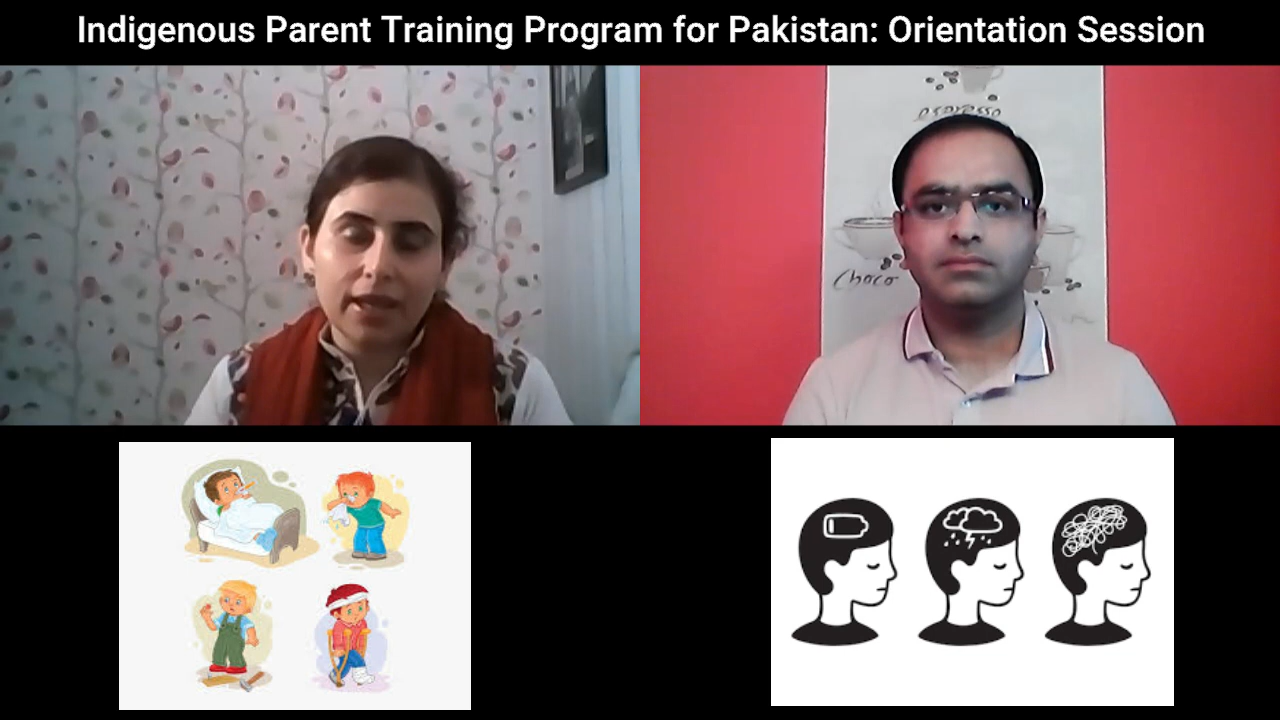 Indigenous Parent Training Program for Pakistan: Orientation Session
espresso
Choco